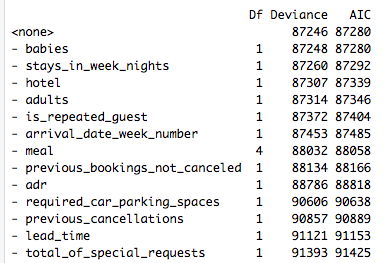 Df Deviance AIC
<none> 87246 87280
- babies 1 87248 87280
- stays_in_week_nights 1 87260 87292
- hotel 1 87307 87339
- adults 1 87314 87346
- is_repeated_guest 1 87372 87404
- arrival_date_week_number 1 87453 87485
- meal 4 88032 88058
- previous_bookings_not_canceled 1 88134 88166
- adr 1 88786 88818
- required_car_parking_spaces 1 90606 90638
- previous_cancellations 1 90857 90889
- lead_time 1 91121 91153
- total_of_special_requests 1 91393 91425